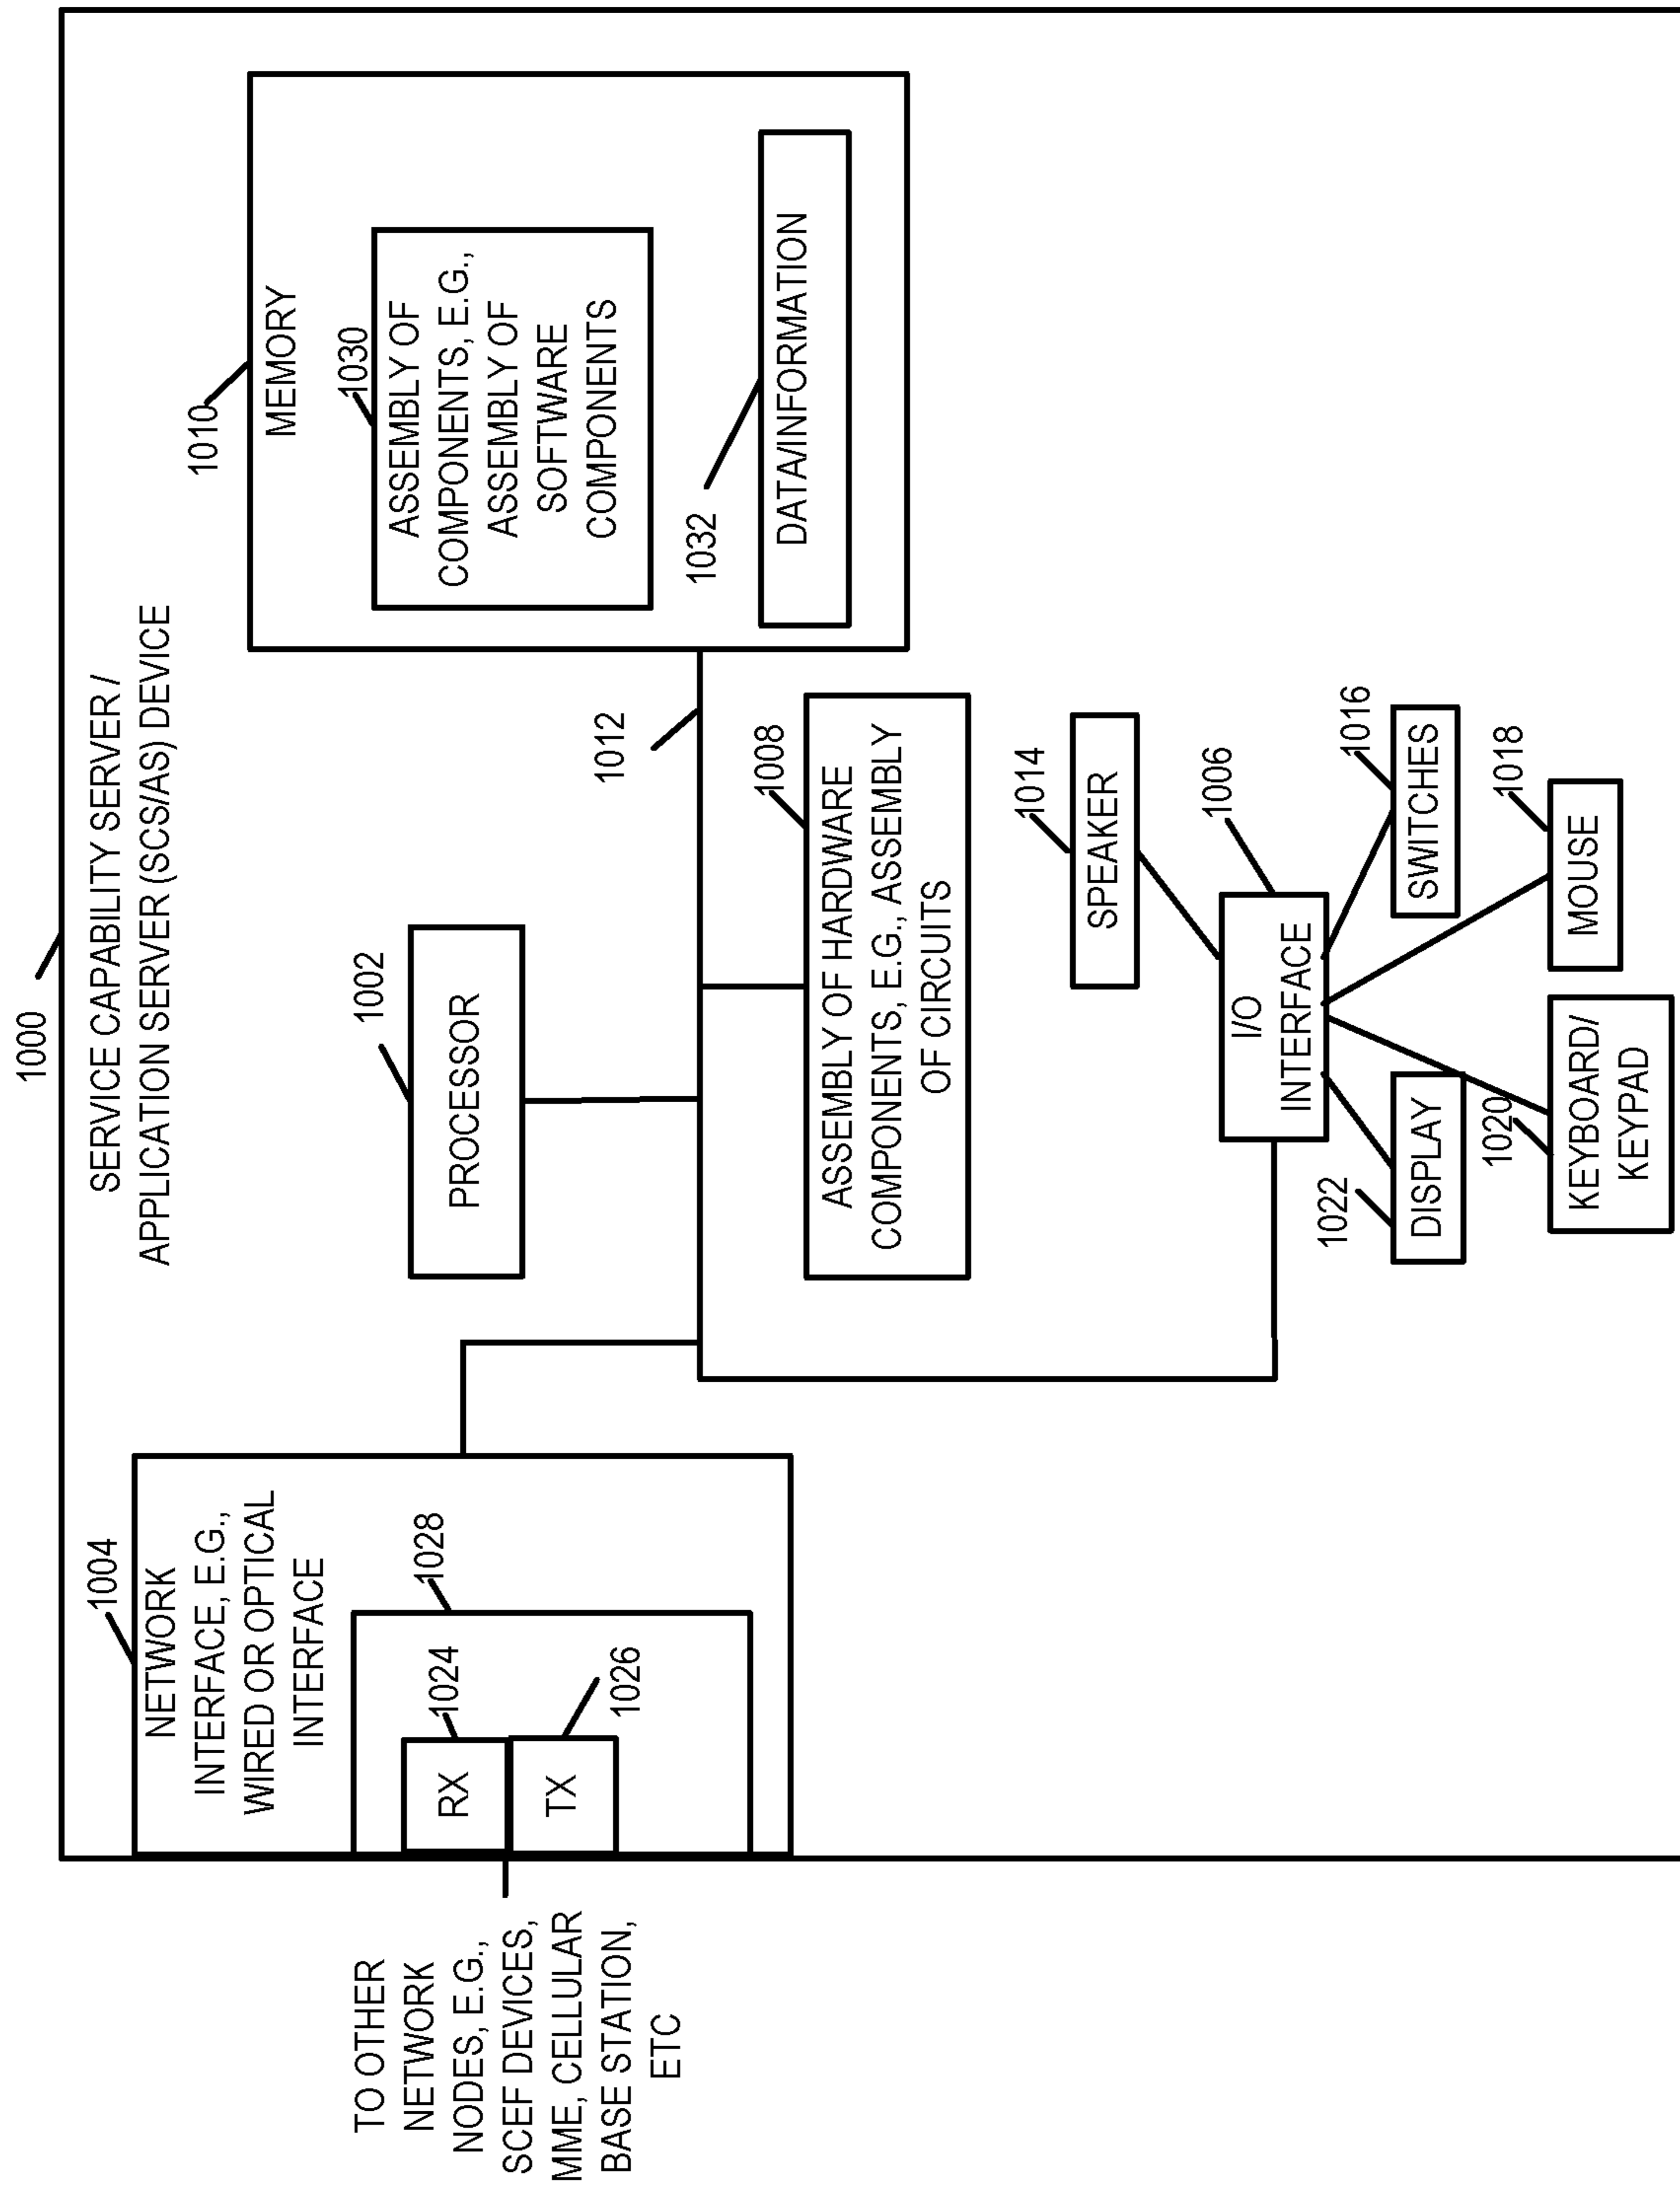 1000
SERVICE CAPABILITY SERVER /
APPLICATION SERVER (SCS/AS) DEVICE
1004
NETWORK
INTERFACE, E.G.,
WIRED OR OPTICAL
INTERFACE
1028
1024
RX
TX
1026
TO OTHER
NETWORK
NODES, E.G.,
SCEF DEVICES,
MME, CELLULAR
BASE STATION,
ETC
1002
PROCESSOR
1010
MEMORY
1030
ASSEMBLY OF
COMPONENTS, E.G.,
ASSEMBLY OF
SOFTWARE
COMPONENTS
1032
DATA/INFORMATION
1012
1008
ASSEMBLY OF HARDWARE
COMPONENTS, E.G., ASSEMBLY
OF CIRCUITS
1014
SPEAKER
1006
I/O
INTERFACE
1016
SWITCHES
1018
MOUSE
1022
DISPLAY
1020
KEYBOARD/
KEYPAD